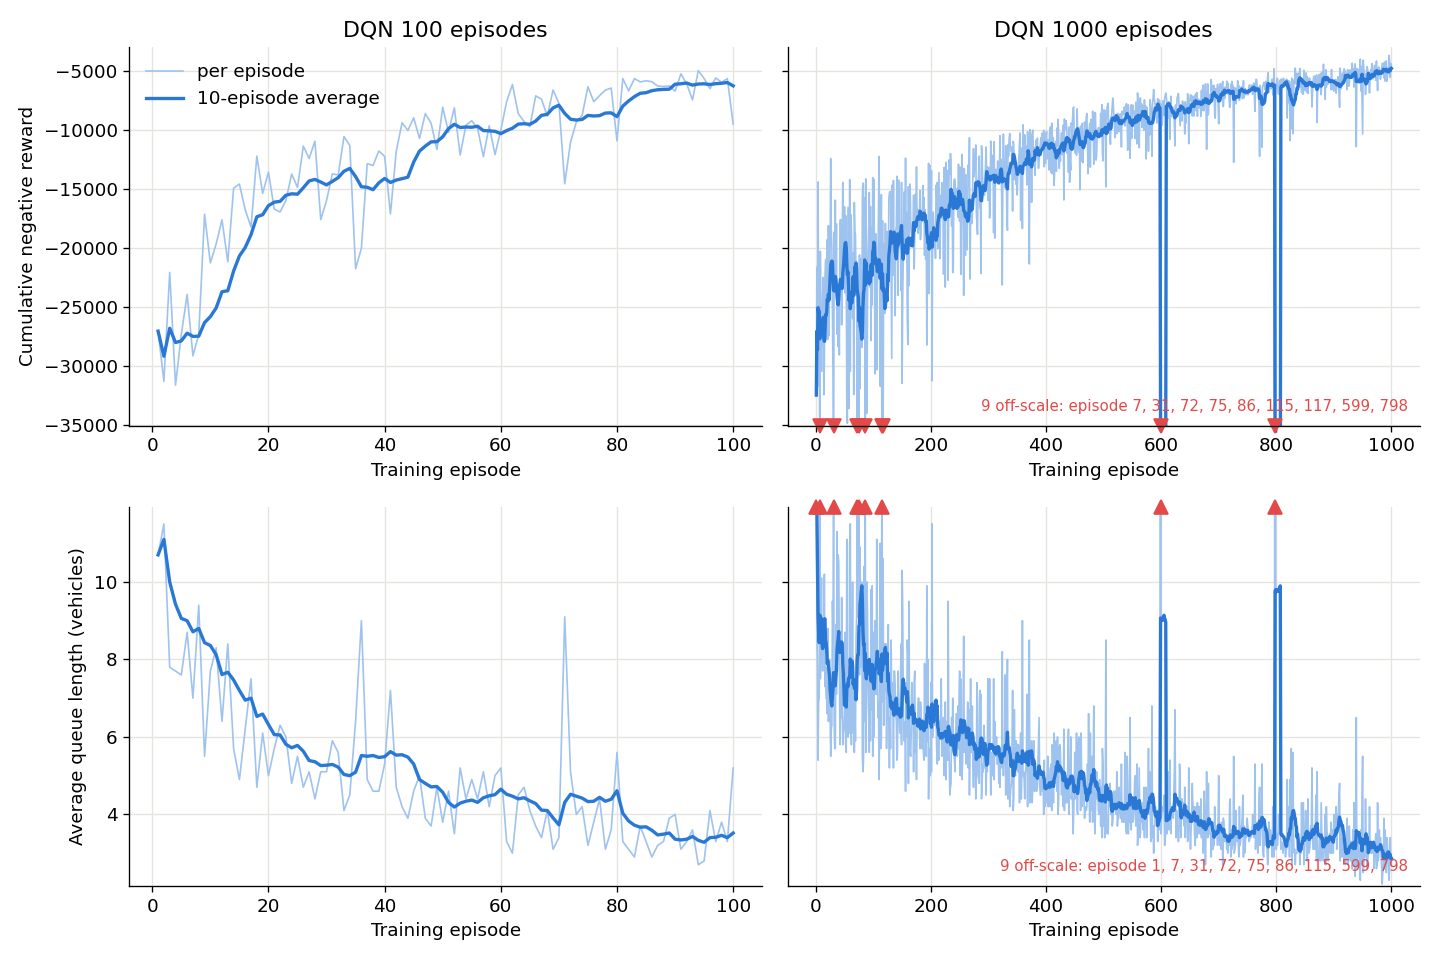 DQN 100 episodes
DQN 1000 episodes
Cumulative negative reward
−5000
−10000
−15000
−20000
−25000
−30000
−35000
per episode
10-episode average
9 off-scale: episode 7, 31, 72, 75, 86, 115, 117, 599, 798
0 20 40 60 80 100
0 200 400 600 800 1000
Training episode
Training episode
Average queue length (vehicles)
10
8
6
4
9 off-scale: episode 1, 7, 31, 72, 75, 86, 115, 599, 798
0 20 40 60 80 100
0 200 400 600 800 1000
Training episode
Training episode